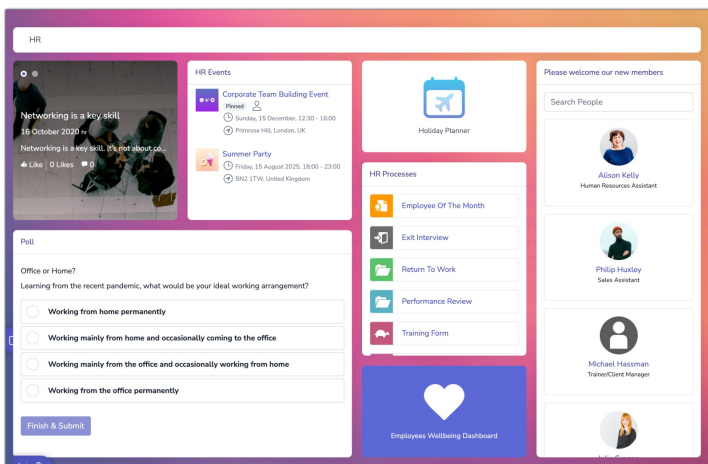 HR
Networking is a key skill
16 October 2020 hr
Networking is a key skill. It's not about co...
Like 0 Likes 0
HR Events
Corporate Team Building Event
Pinned
Sunday, 15 December, 12:30 - 16:00
Primrose Hill, London, UK
Summer Party
Friday, 15 August 2025, 18:00 - 23:00
BN2 1TW, United Kingdom
Poll
Office or Home?
Learning from the recent pandemic, what would be your ideal working arrangement?
Working from home permanently
Working mainly from home and occasionally coming to the office
Working mainly from the office and occasionally working from home
Working from the office permanently
Finish & Submit
Holiday Planner
HR Processes
Employee Of The Month
Exit Interview
Return To Work
Performance Review
Training Form
Employees Wellbeing Dashboard
Please welcome our new members
Search People
Alison Kelly
Human Resources Assistant
Philip Huxley
Sales Assistant
Michael Hassman
Trainer/Client Manager